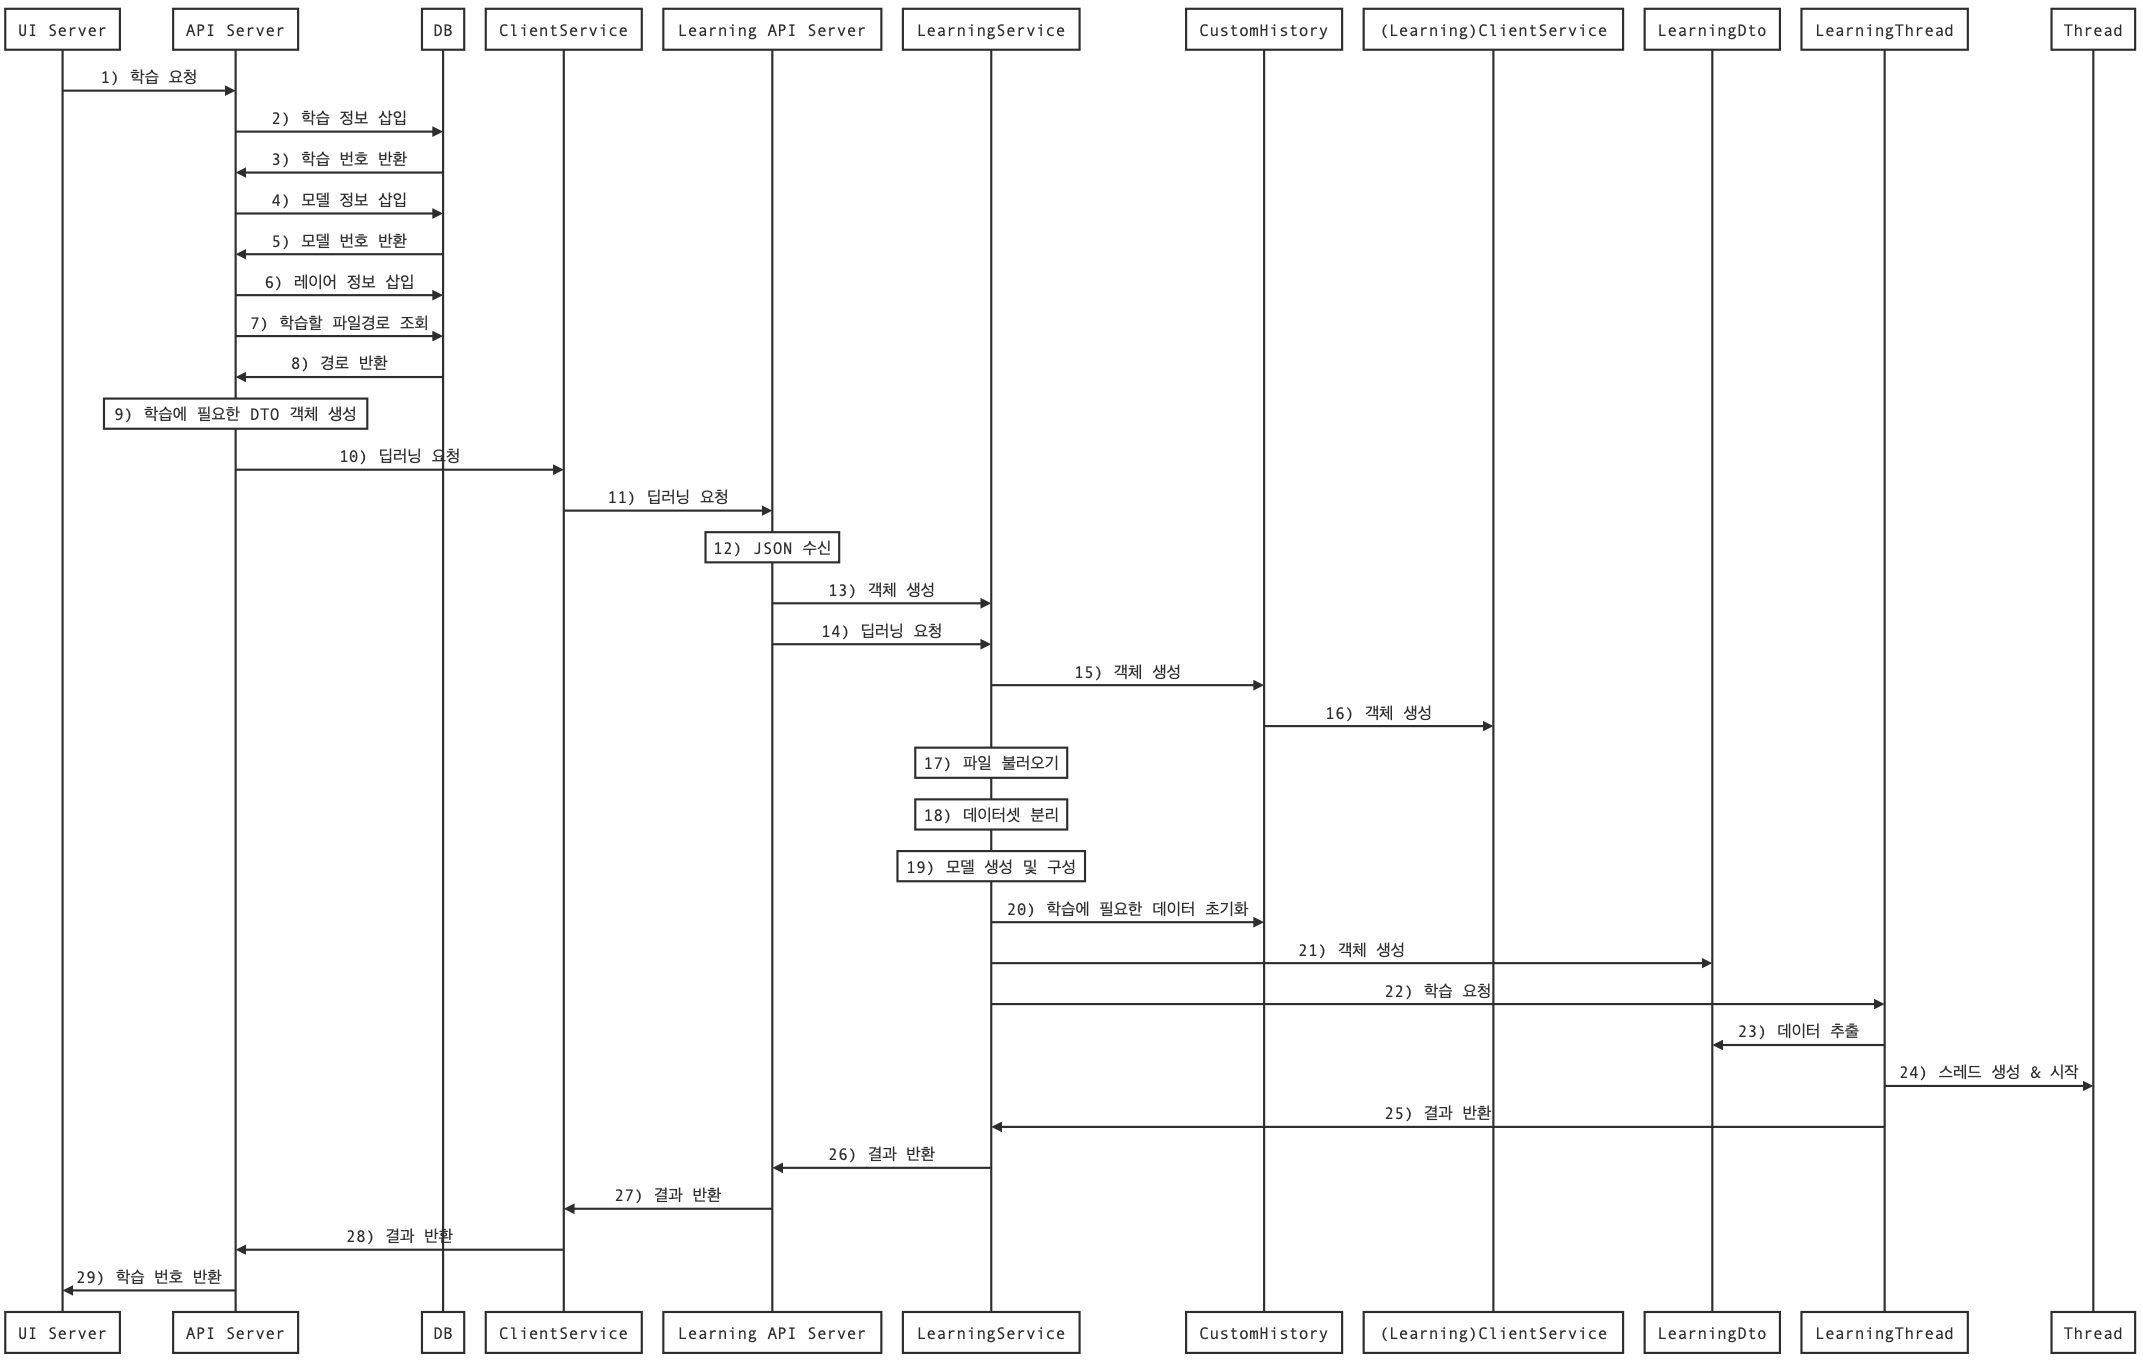 UI Server
API Server
DB
ClientService
Learning API Server
LearningService
CustomHistory
(Learning)ClientService
LearningDto
LearningThread
Thread
1) 학습 요청
2) 학습 정보 삽입
3) 학습 번호 반환
4) 모델 정보 삽입
5) 모델 번호 반환
6) 레이어 정보 삽입
7) 학습할 파일경로 조회
8) 경로 반환
9) 학습에 필요한 DTO 객체 생성
10) 딥러닝 요청
11) 딥러닝 요청
12) JSON 수신
13) 객체 생성
14) 딥러닝 요청
15) 객체 생성
16) 객체 생성
17) 파일 불러오기
18) 데이터셋 분리
19) 모델 생성 및 구성
20) 학습에 필요한 데이터 초기화
21) 객체 생성
22) 학습 요청
23) 데이터 추출
24) 스레드 생성 & 시작
25) 결과 반환
26) 결과 반환
27) 결과 반환
28) 결과 반환
29) 학습 번호 반환
UI Server
API Server
DB
ClientService
Learning API Server
LearningService
CustomHistory
(Learning)ClientService
LearningDto
LearningThread
Thread